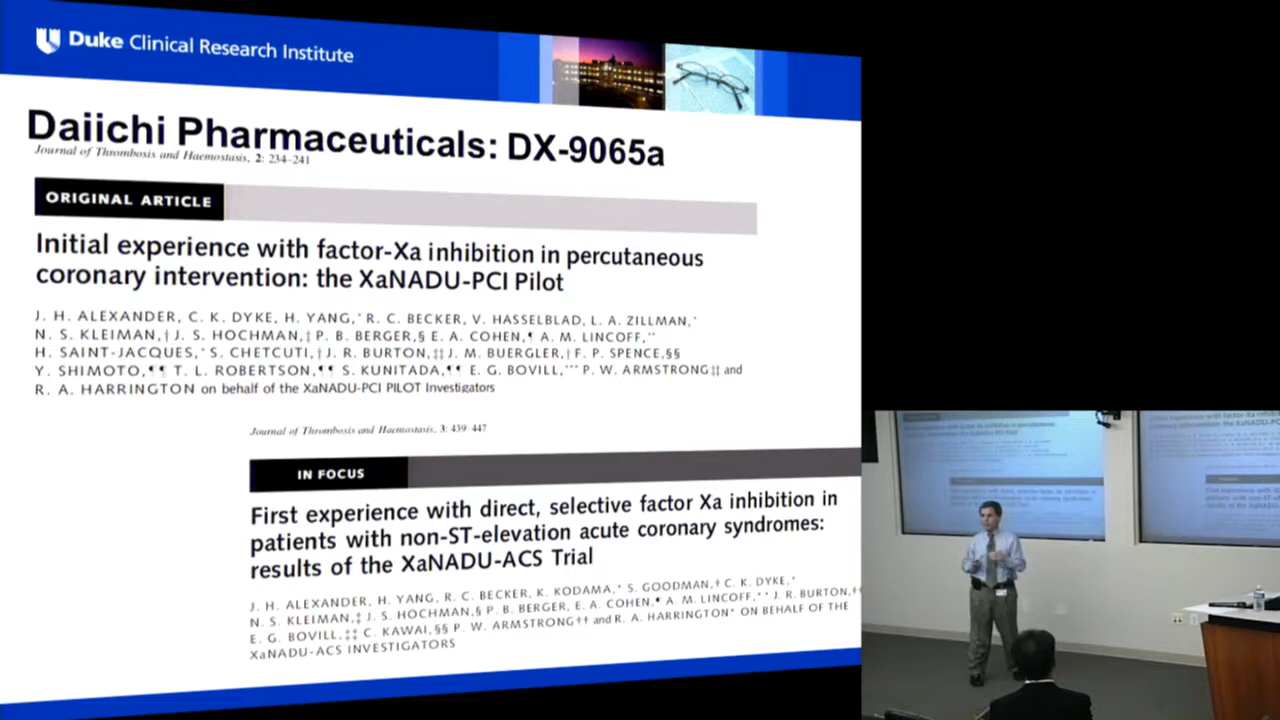 Duke Clinical Research Institute
Daiichi Pharmaceuticals: DX-9065a
Journal of Thrombosis and Haemostasis, 2: 234–241
ORIGINAL ARTICLE
Initial experience with factor-Xa inhibition in percutaneous
coronary intervention: the XaNADU-PCI Pilot
J. H. ALEXANDER, C. K. DYKE, H. YANG,* R. C. BECKER, V. HASSELBLAD, L. A. ZILLMAN,*
N. S. KLEIMAN,† J. S. HOCHMAN,‡ P. B. BERGER,§ E. A. COHEN,¶ A. M. LINCOFF,**
H. SAINT-JACQUES,* S. CHETCUTI,† J. R. BURTON,‡‡ J. M. BUERGLER,† F. P. SPENCE,§§
Y. SHIMOTO,¶¶ T. L. ROBERTSON,¶¶ S. KUNITADA,¶¶ E. G. BOVILL,*** P. W. ARMSTRONG‡‡ and
R. A. HARRINGTON on behalf of the XaNADU-PCI PILOT Investigators
Journal of Thrombosis and Haemostasis, 3: 439–447
IN FOCUS
First experience with direct, selective factor Xa inhibition in
patients with non-ST-elevation acute coronary syndromes:
results of the XaNADU-ACS Trial
J. H. ALEXANDER, H. YANG, R. C. BECKER, K. KODAMA,* S. GOODMAN,† C. K. DYKE,*
N. S. KLEIMAN,‡ J. S. HOCHMAN,§ P. B. BERGER, E. A. COHEN,¶ A. M. LINCOFF,** J. R. BURTON,††
E. G. BOVILL,‡‡ C. KAWAI,§§ P. W. ARMSTRONG†† and R. A. HARRINGTON* ON BEHALF OF THE
XaNADU-ACS INVESTIGATORS